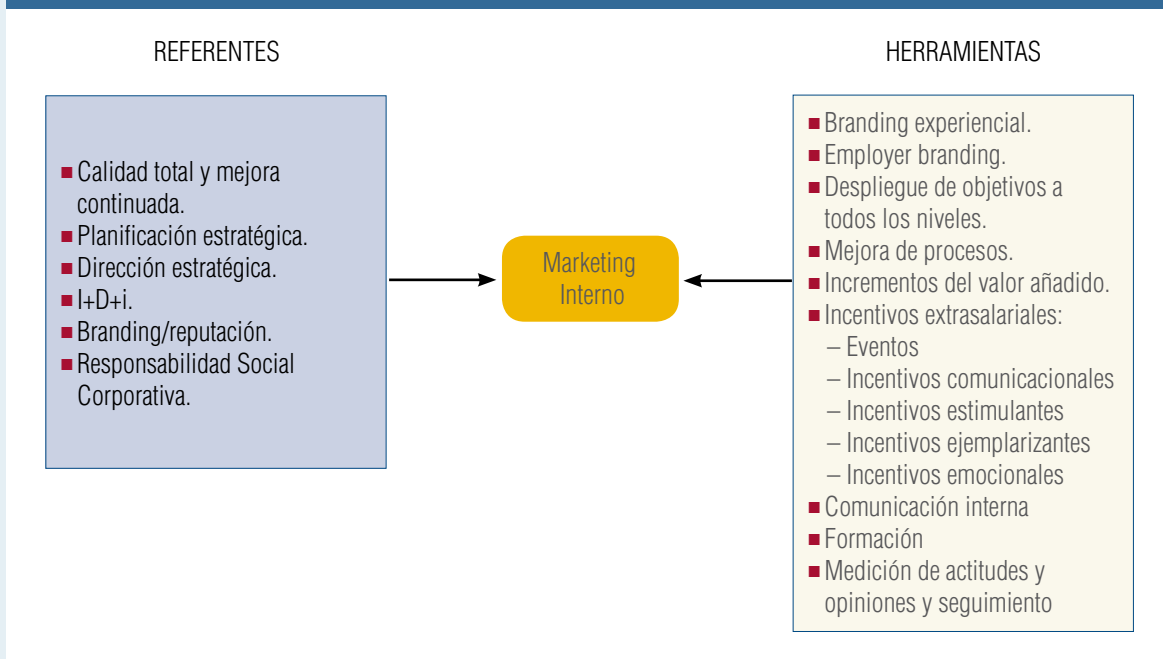 REFERENTES
■ Calidad total y mejora
continuada.
■ Planificación estratégica.
■ Dirección estratégica.
■ I+D+i.
■ Branding/reputación.
■ Responsabilidad Social
Corporativa.
Marketing
Interno
HERRAMIENTAS
■ Branding experiencial.
■ Employer branding.
■ Despliegue de objetivos a
todos los niveles.
■ Mejora de procesos.
■ Incrementos del valor añadido.
■ Incentivos extrasalariales:
– Eventos
– Incentivos comunicacionales
– Incentivos estimulantes
– Incentivos ejemplarizantes
– Incentivos emocionales
■ Comunicación interna
■ Formación
■ Medición de actitudes y
opiniones y seguimiento